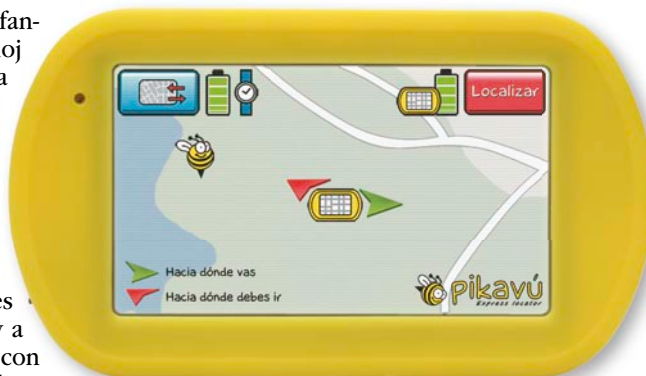 fan-
oj
a
es
y a
con
Localizar
Hacia dónde vas
Hacia dónde debes ir
pikavú
Express locator